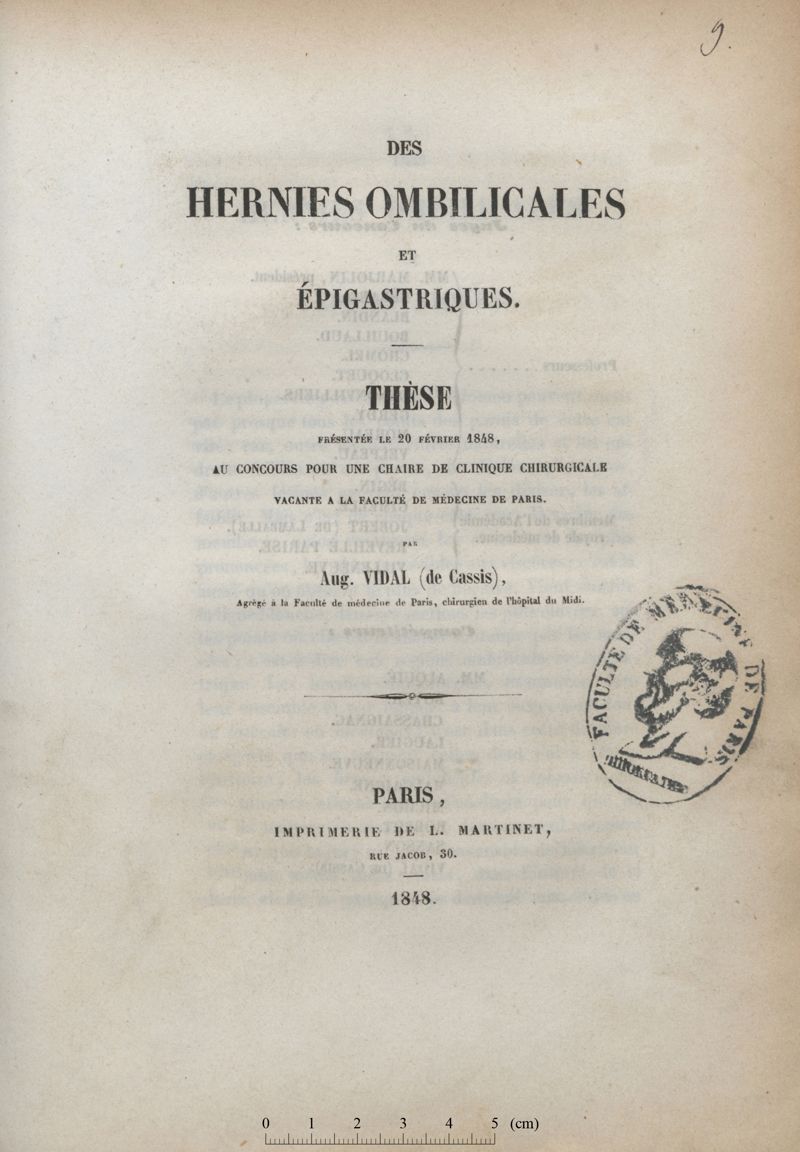 9.
DES
HERNIES OMBILICALES
ET
ÉPIGASTRIQUES.
THÈSE
PRÉSENTÉE LE 20 FÉVRIER 1848,
AU CONCOURS POUR UNE CHAIRE DE CLINIQUE CHIRURGICALE
VACANTE A LA FACULTÉ DE MÉDECINE DE PARIS.
PAR
Aug. VIDAL (de Cassis),
Agrégé à la Faculté de médecine de Paris, chirurgien de l'hôpital du Midi.
FACULTÉ DE MÉDECINE DE PARIS
PARIS,
IMPRIMERIE DE L. MARTINET,
RUE JACOB, 30.
1848.
0 1 2 3 4 5 (cm)